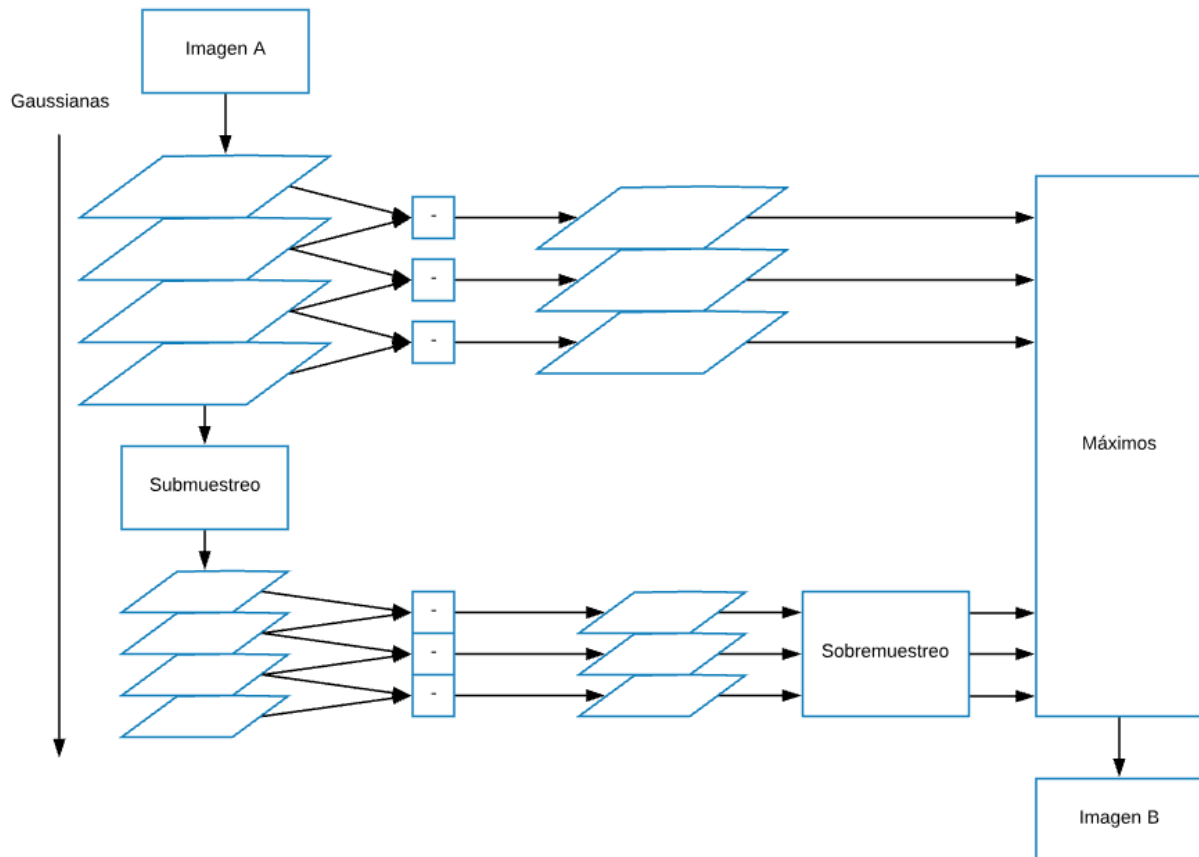 Imagen A
Gaussianas
-
-
-
Máximos
Submuestreo
-
-
Sobremuestreo
-
Imagen B